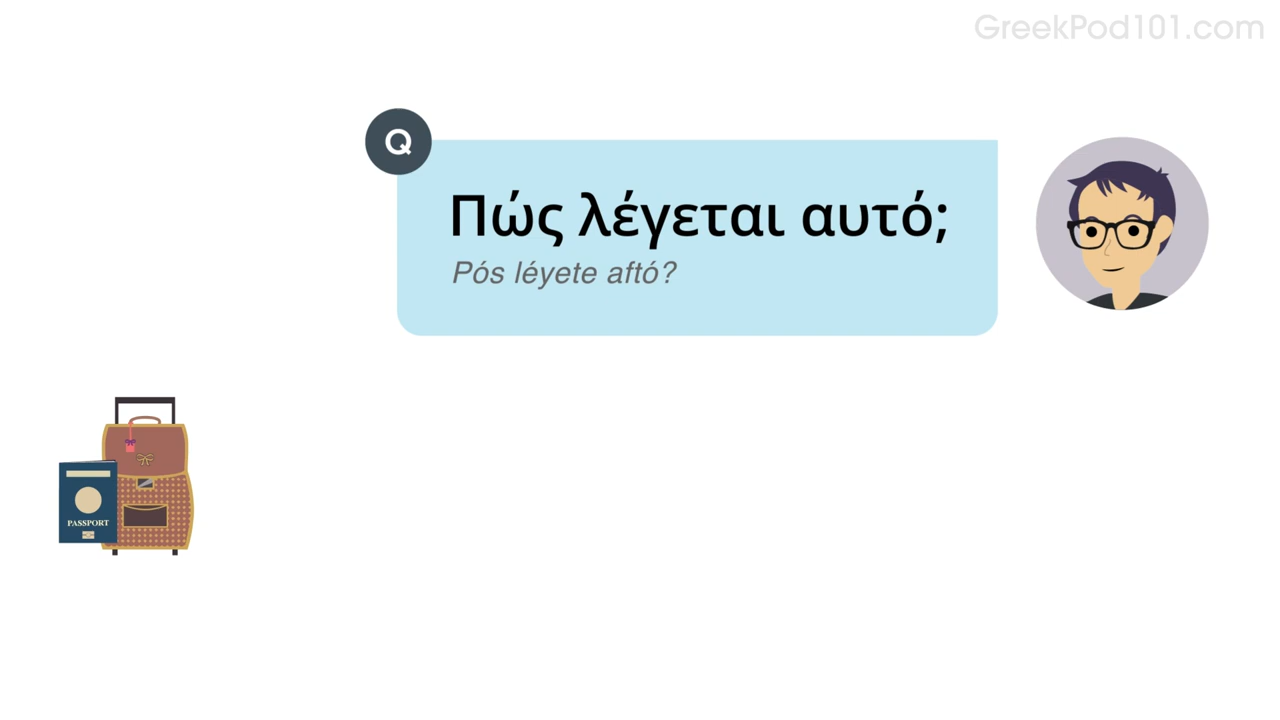 GreekPod101.com
Q
Πώς λέγεται αυτό;
Pós léyete aftó?
PASSPORT